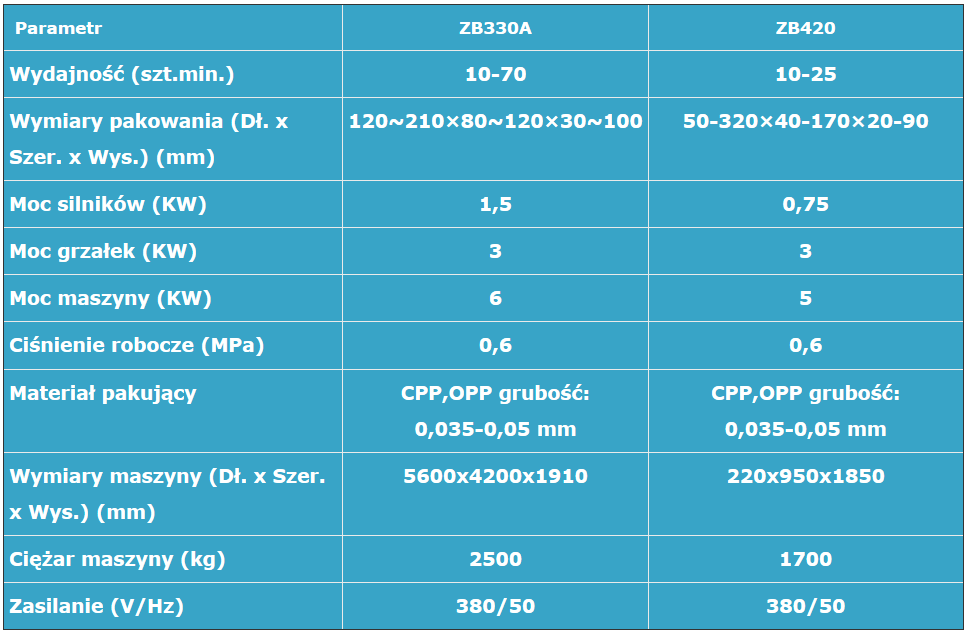 Parametr ZB330A ZB420
Wydajność (szt.min.) 10-70 10-25
Wymiary pakowania (Dł. x 120~210×80~120×30~100 50-320×40-170×20-90
Szer. x Wys.) (mm)
Moc silników (KW) 1,5 0,75
Moc grzałek (KW) 3 3
Moc maszyny (KW) 6 5
Ciśnienie robocze (MPa) 0,6 0,6
Materiał pakujący CPP,OPP grubość: CPP,OPP grubość:
0,035-0,05 mm 0,035-0,05 mm
Wymiary maszyny (Dł. x Szer. 5600x4200x1910 220x950x1850
x Wys.) (mm)
Ciężar maszyny (kg) 2500 1700
Zasilanie (V/Hz) 380/50 380/50